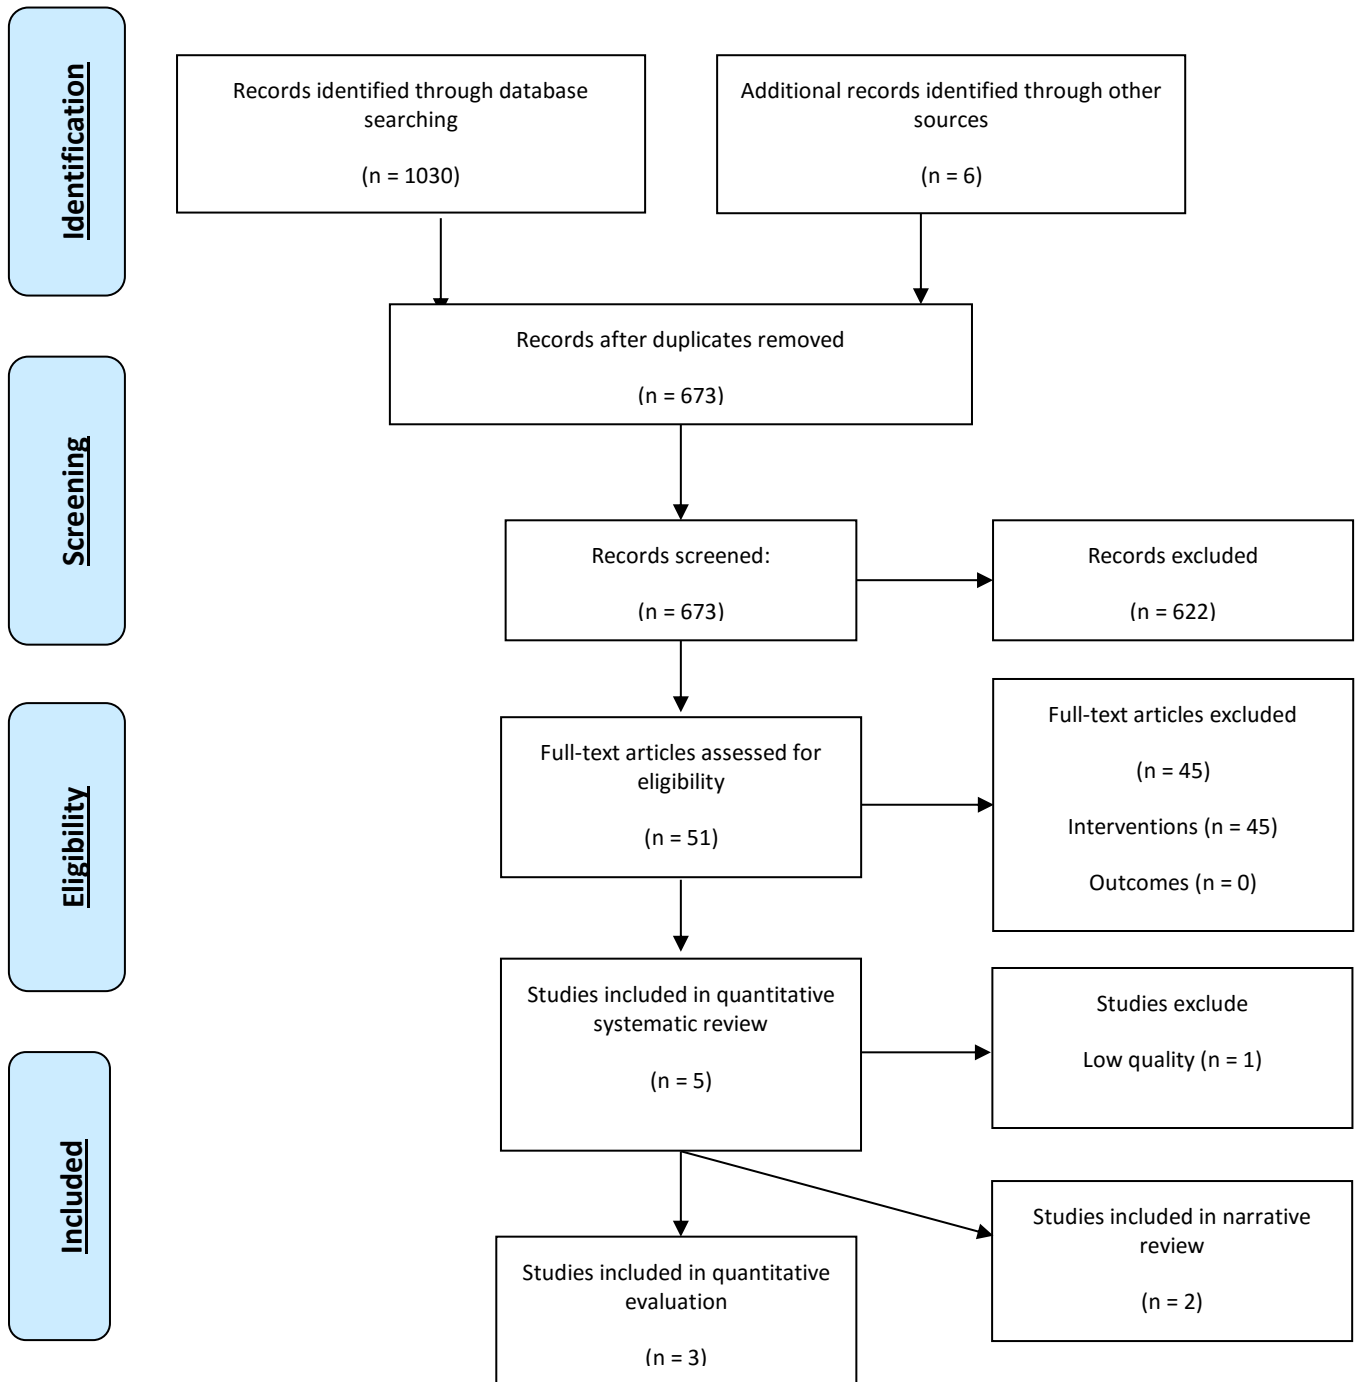 Identification
Records identified through database
searching
(n = 1030)
Additional records identified through other
sources
(n = 6)
Records after duplicates removed
(n = 673)
Screening
Records screened:
(n = 673)
Records excluded
(n = 622)
Eligibility
Full-text articles assessed for
eligibility
(n = 51)
Full-text articles excluded
(n = 45)
Interventions (n = 45)
Outcomes (n = 0)
Studies included in quantitative
systematic review
(n = 5)
Studies exclude
Low quality (n = 1)
Included
Studies included in narrative
review
(n = 2)
Studies included in quantitative
evaluation
(n = 3)